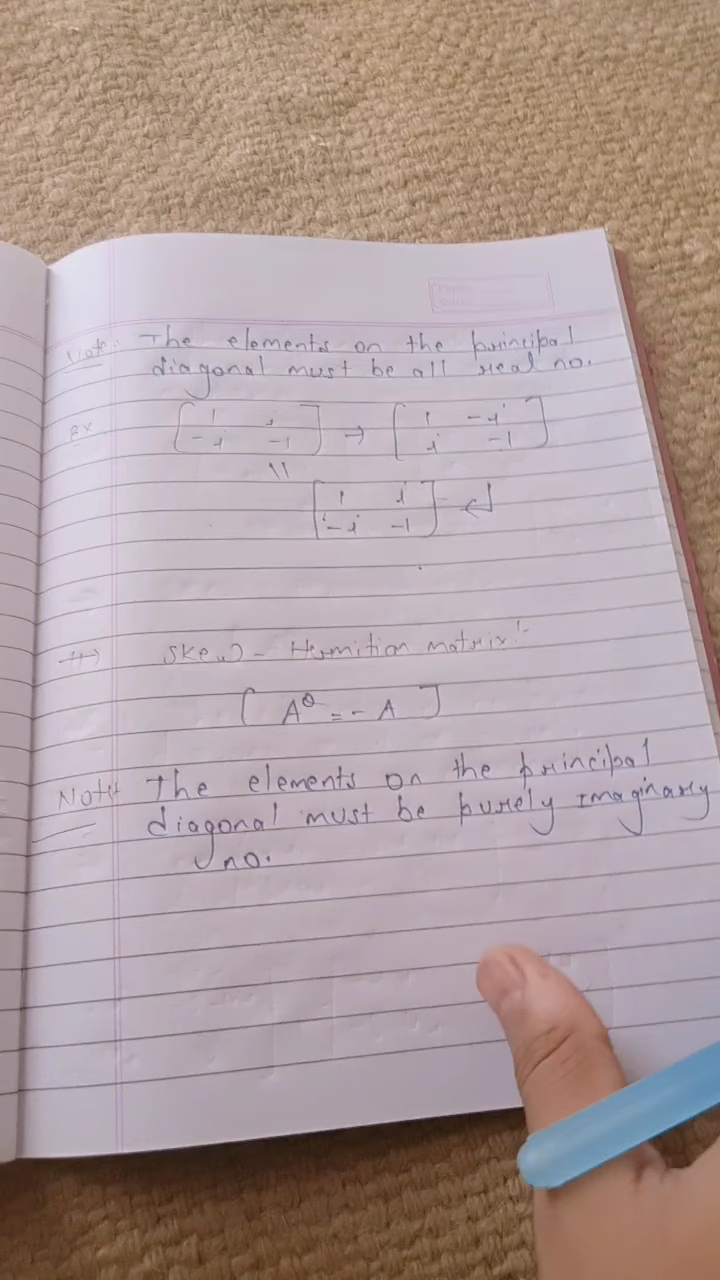 Note: The elements on the principal
diagonal must be all real no.
Ex [ 1 i ] → [ 1 -i ]
[ -i -1 ] [ i -1 ]
||
[ 1 i ] ↵
[ -i -1 ]
Skew - Hermition matrix :-
[ Aᶿ = - A ]
Note: The elements on the principal
diagonal must be purely imaginary
no.